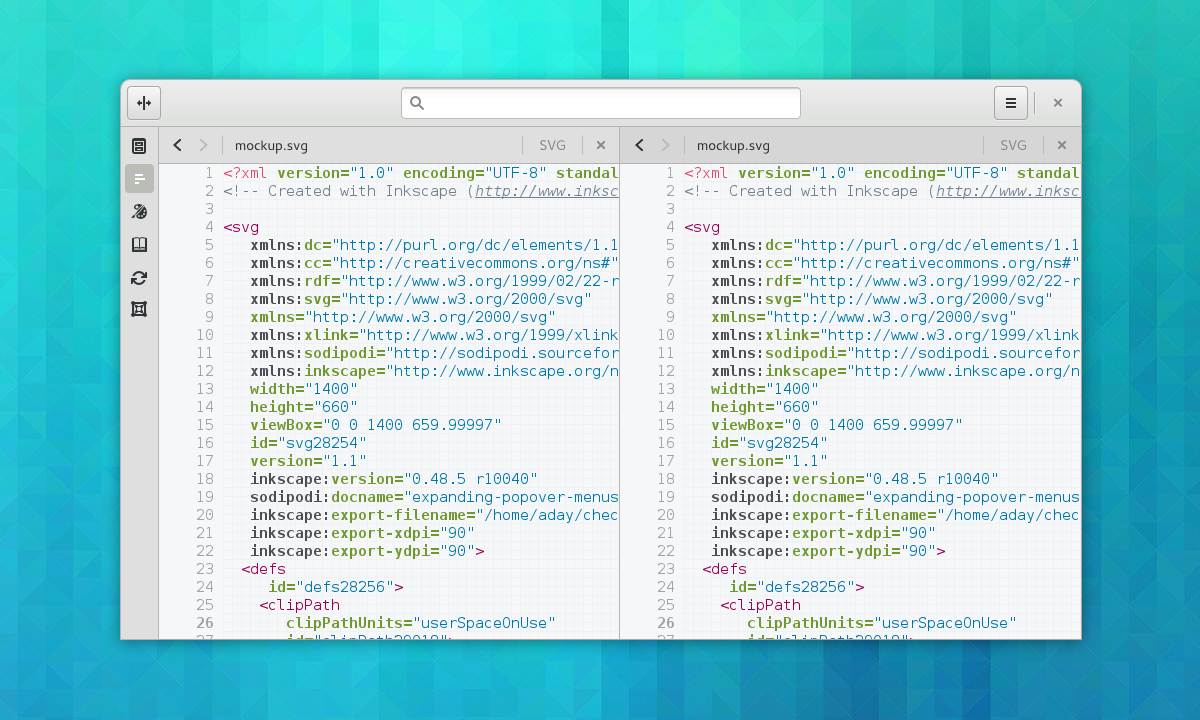 mockup.svg SVG
1 <?xml version="1.0" encoding="UTF-8" standal
2 <!-- Created with Inkscape (http://www.inksc
3
4 <svg
5 xmlns:dc="http://purl.org/dc/elements/1.1
6 xmlns:cc="http://creativecommons.org/ns#"
7 xmlns:rdf="http://www.w3.org/1999/02/22-r
8 xmlns:svg="http://www.w3.org/2000/svg"
9 xmlns="http://www.w3.org/2000/svg"
10 xmlns:xlink="http://www.w3.org/1999/xlink
11 xmlns:sodipodi="http://sodipodi.sourcefor
12 xmlns:inkscape="http://www.inkscape.org/n
13 width="1400"
14 height="660"
15 viewBox="0 0 1400 659.99997"
16 id="svg28254"
17 version="1.1"
18 inkscape:version="0.48.5 r10040"
19 sodipodi:docname="expanding-popover-menus
20 inkscape:export-filename="/home/aday/chec
21 inkscape:export-xdpi="90"
22 inkscape:export-ydpi="90">
23 <defs
24 id="defs28256">
25 <clipPath
26 clipPathUnits="userSpaceOnUse"
mockup.svg SVG
1 <?xml version="1.0" encoding="UTF-8" standal
2 <!-- Created with Inkscape (http://www.inksc
3
4 <svg
5 xmlns:dc="http://purl.org/dc/elements/1.1
6 xmlns:cc="http://creativecommons.org/ns#"
7 xmlns:rdf="http://www.w3.org/1999/02/22-r
8 xmlns:svg="http://www.w3.org/2000/svg"
9 xmlns="http://www.w3.org/2000/svg"
10 xmlns:xlink="http://www.w3.org/1999/xlink
11 xmlns:sodipodi="http://sodipodi.sourcefor
12 xmlns:inkscape="http://www.inkscape.org/n
13 width="1400"
14 height="660"
15 viewBox="0 0 1400 659.99997"
16 id="svg28254"
17 version="1.1"
18 inkscape:version="0.48.5 r10040"
19 sodipodi:docname="expanding-popover-menus
20 inkscape:export-filename="/home/aday/chec
21 inkscape:export-xdpi="90"
22 inkscape:export-ydpi="90">
23 <defs
24 id="defs28256">
25 <clipPath
26 clipPathUnits="userSpaceOnUse"